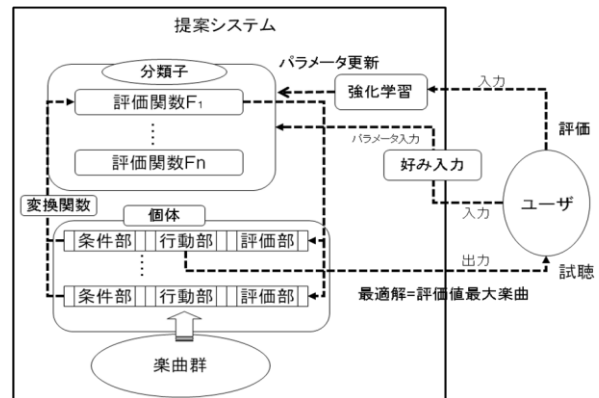 提案システム
分類子
評価関数F₁
評価関数Fn
パラメータ更新
強化学習
入力
評価
パラメータ入力
好み入力
入力
ユーザ
変換関数
個体
条件部 行動部 評価部
条件部 行動部 評価部
出力
試聴
最適解=評価値最大楽曲
楽曲群